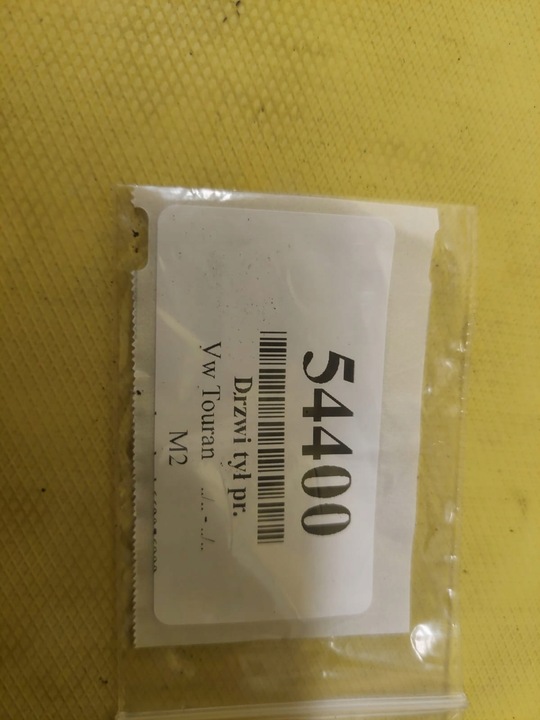 54400
Drzwi tył pr.
Vw Touran ../.. - ../..
M2